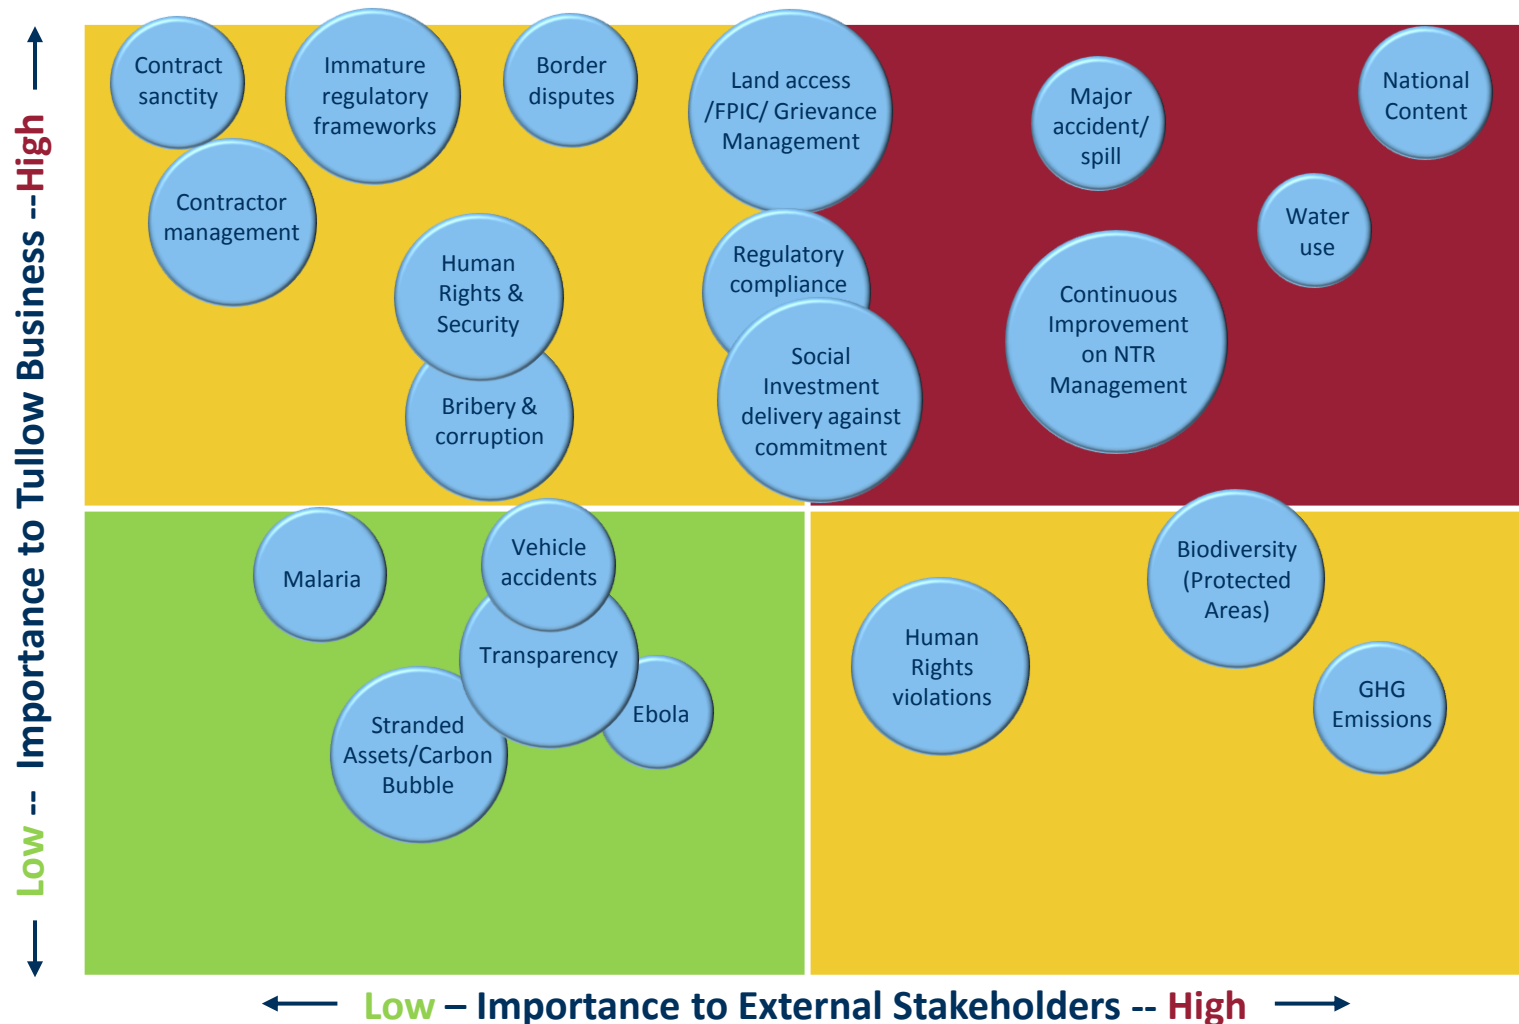 Low -- Importance to Tullow Business --High
Contract
sanctity
Immature
regulatory
frameworks
Border
disputes
Land access
/FPIC/ Grievance
Management
Major
accident/
spill
National
Content
Contractor
management
Human
Rights &
Security
Regulatory
compliance
Water
use
Continuous
Improvement
on NTR
Management
Bribery &
corruption
Social
Investment
delivery against
commitment
Malaria
Vehicle
accidents
Transparency
Ebola
Stranded
Assets/Carbon
Bubble
Human
Rights
violations
Biodiversity
(Protected
Areas)
GHG
Emissions
Low – Importance to External Stakeholders -- High